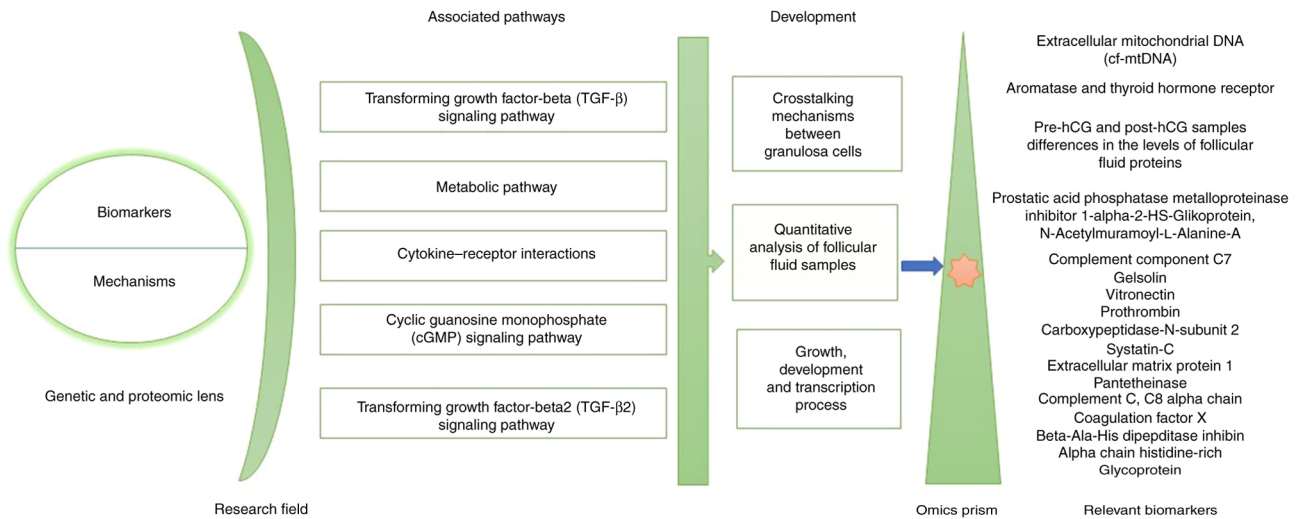 Associated pathways
Development
Biomarkers
Mechanisms
Genetic and proteomic lens
Research field
Transforming growth factor-beta (TGF-β)
signaling pathway
Metabolic pathway
Cytokine–receptor interactions
Cyclic guanosine monophosphate
(cGMP) signaling pathway
Transforming growth factor-beta2 (TGF-β2)
signaling pathway
Crosstalking
mechanisms
between
granulosa cells
Quantitative
analysis of follicular
fluid samples
Growth,
development
and transcription
process
Omics prism
Extracellular mitochondrial DNA
(cf-mtDNA)
Aromatase and thyroid hormone receptor
Pre-hCG and post-hCG samples
differences in the levels of follicular
fluid proteins
Prostatic acid phosphatase metalloproteinase
inhibitor 1-alpha-2-HS-Glikoprotein,
N-Acetylmuramoyl-L-Alanine-A
Complement component C7
Gelsolin
Vitronectin
Prothrombin
Carboxypeptidase-N-subunit 2
Systatin-C
Extracellular matrix protein 1
Pantetheinase
Complement C, C8 alpha chain
Coagulation factor X
Beta-Ala-His dipepditase inhibin
Alpha chain histidine-rich
Glycoprotein
Relevant biomarkers